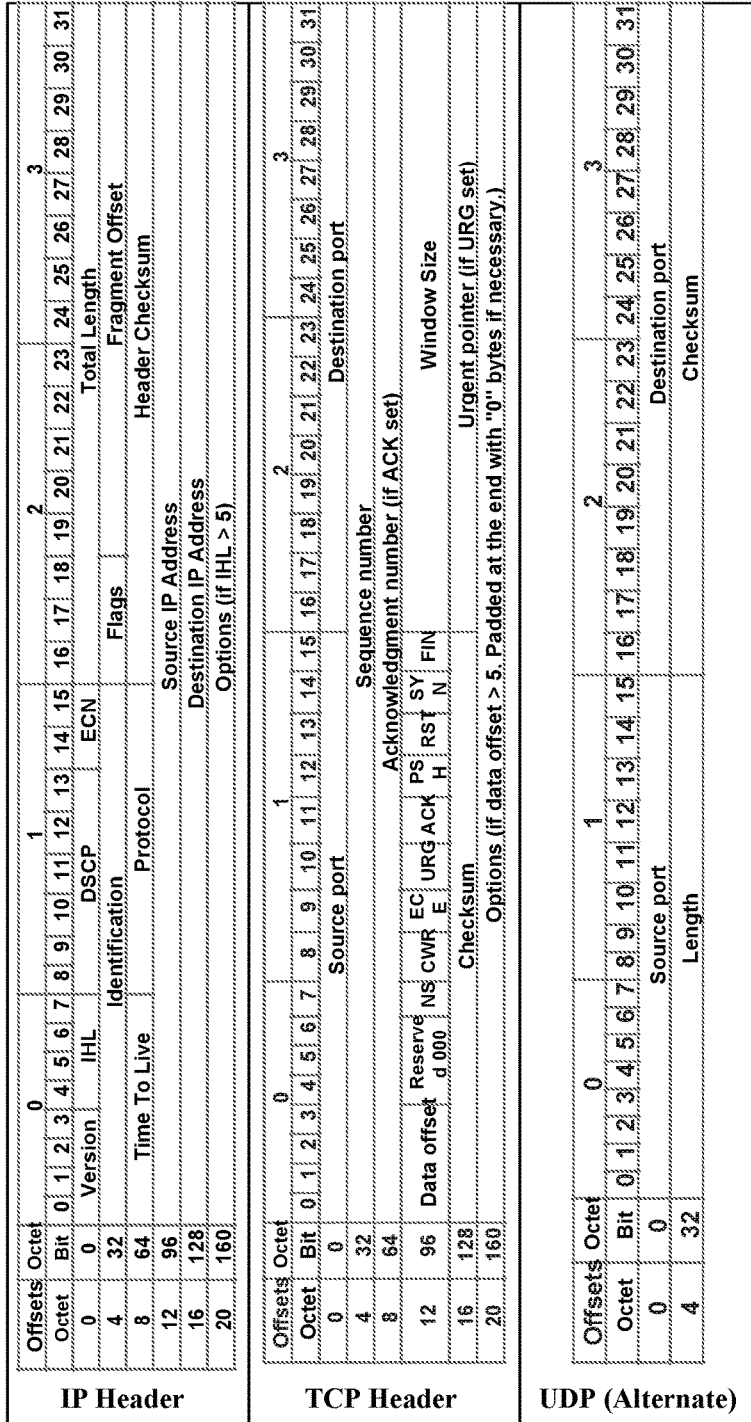 IP Header
Offsets Octet 0 1 2 3
Octet Bit 0 1 2 3 4 5 6 7 8 9 10 11 12 13 14 15 16 17 18 19 20 21 22 23 24 25 26 27 28 29 30 31
0 0 Version IHL DSCP ECN Total Length
4 32 Identification Flags Fragment Offset
8 64 Time To Live Protocol Header Checksum
12 96 Source IP Address
16 128 Destination IP Address
20 160 Options (if IHL > 5)
TCP Header
Offsets Octet 0 1 2 3
Octet Bit 0 1 2 3 4 5 6 7 8 9 10 11 12 13 14 15 16 17 18 19 20 21 22 23 24 25 26 27 28 29 30 31
0 0 Source port Destination port
4 32 Sequence number
8 64 Acknowledgment number (if ACK set)
12 96 Data offset Reserve
d 000 NS CWR EC
E URG ACK PS
H RST SY
N FIN Window Size
16 128 Checksum Urgent pointer (if URG set)
20 160 Options (if data offset > 5. Padded at the end with "0" bytes if necessary.)
UDP (Alternate)
Offsets Octet 0 1 2 3
Octet Bit 0 1 2 3 4 5 6 7 8 9 10 11 12 13 14 15 16 17 18 19 20 21 22 23 24 25 26 27 28 29 30 31
0 0 Source port Destination port
4 32 Length Checksum